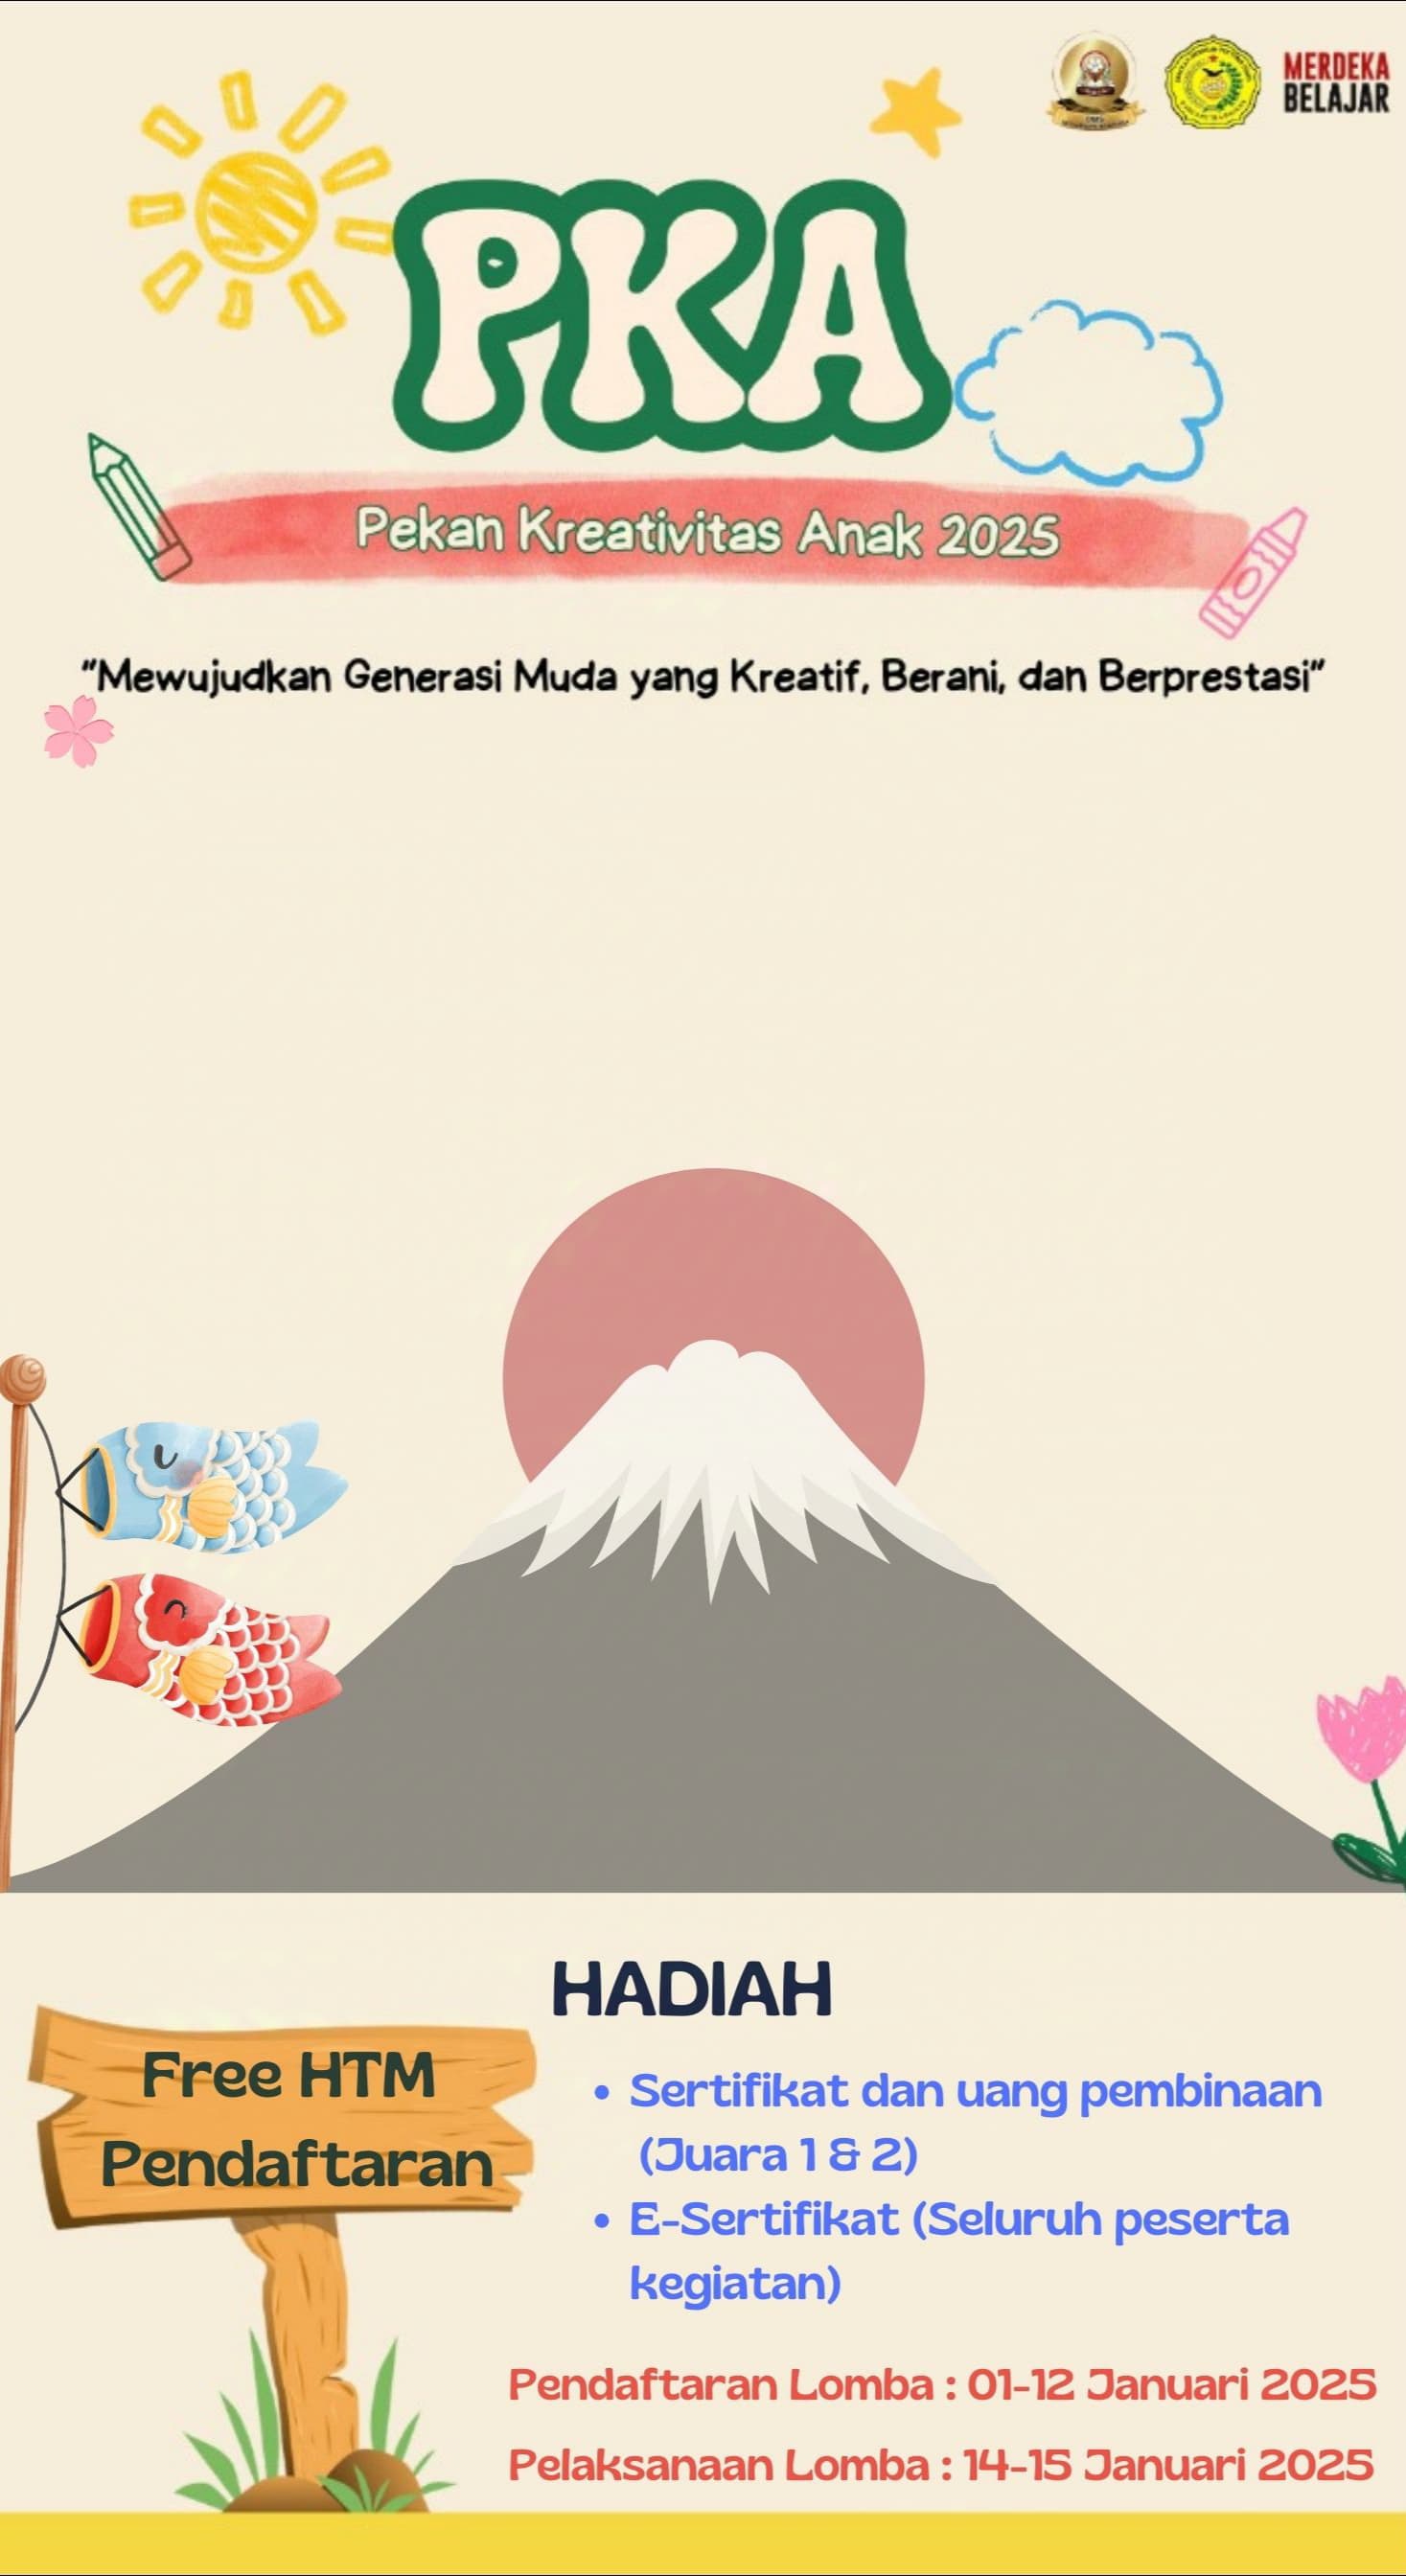 MERDEKA
BELAJAR
PKA
Pekan Kreativitas Anak 2025
"Mewujudkan Generasi Muda yang Kreatif, Berani, dan Berprestasi"
HADIAH
Free HTM
Pendaftaran
• Sertifikat dan uang pembinaan
(Juara 1 & 2)
• E-Sertifikat (Seluruh peserta
kegiatan)
Pendaftaran Lomba : 01-12 Januari 2025
Pelaksanaan Lomba : 14-15 Januari 2025